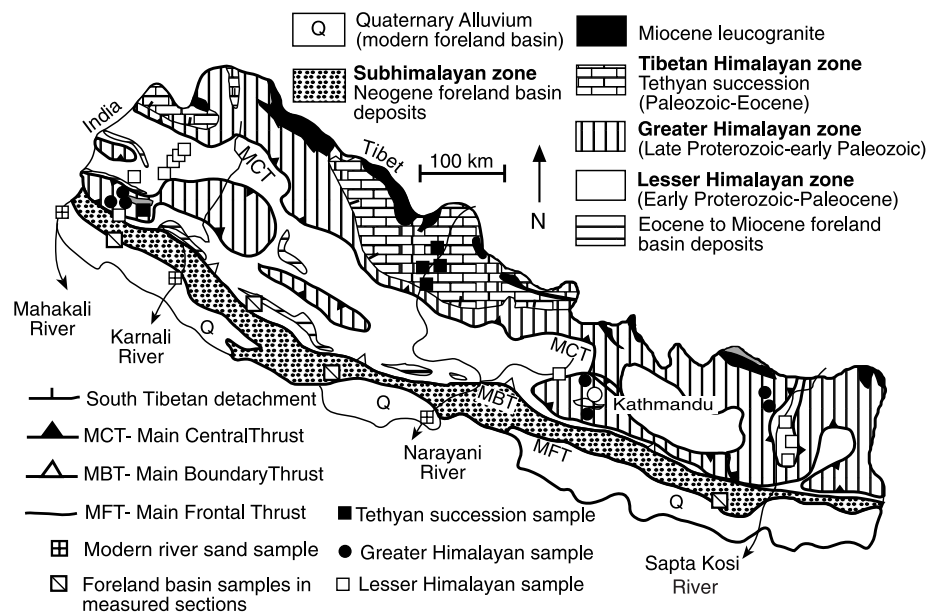 Q
Quaternary Alluvium
(modern foreland basin)
Subhimalayan zone
Neogene foreland basin
deposits
Miocene leucogranite
Tibetan Himalayan zone
Tethyan succession
(Paleozoic-Eocene)
Greater Himalayan zone
(Late Proterozoic-early Paleozoic)
Lesser Himalayan zone
(Early Proterozoic-Paleocene)
Eocene to Miocene foreland
basin deposits
India
MCT
Tibet
100 km
N
Mahakali
River
Karnali
River
Q
MCT
Kathmandu
MBT
Q
Narayani
River
MFT
Q
Sapta Kosi
River
South Tibetan detachment
MCT- Main CentralThrust
MBT- Main BoundaryThrust
MFT- Main Frontal Thrust
Modern river sand sample
Foreland basin samples in
measured sections
Tethyan succession sample
Greater Himalayan sample
Lesser Himalayan sample